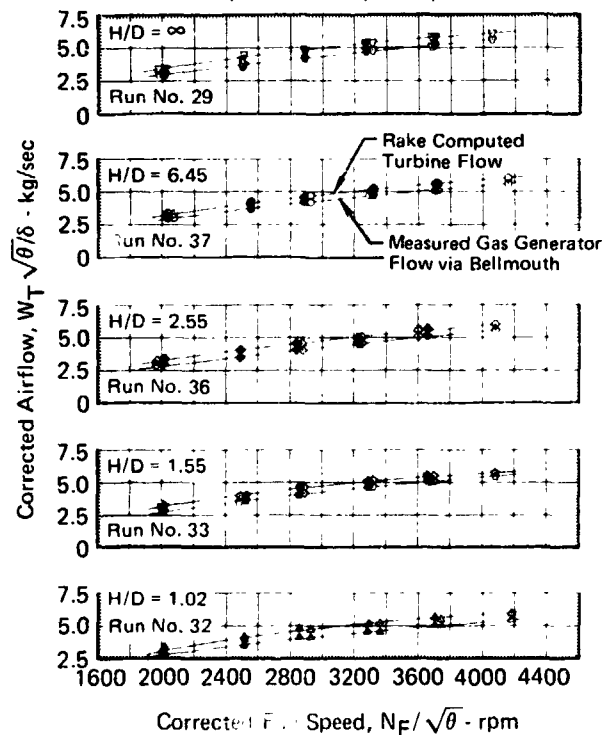 7.5
H/D = ∞
5.0
2.5
Run No. 29
0
7.5
Rake Computed
Turbine Flow
H/D = 6.45
5.0
2.5
Measured Gas Generator
Flow via Bellmouth
Run No. 37
0
7.5
H/D = 2.55
5.0
2.5
Run No. 36
0
7.5
H/D = 1.55
5.0
2.5
Run No. 33
0
7.5
H/D = 1.02
5.0
Run No. 32
2.5
Corrected Airflow, W_T √θ/δ - kg/sec
1600 2000 2400 2800 3200 3600 4000 4400
Corrected Speed, N_F/√θ - rpm